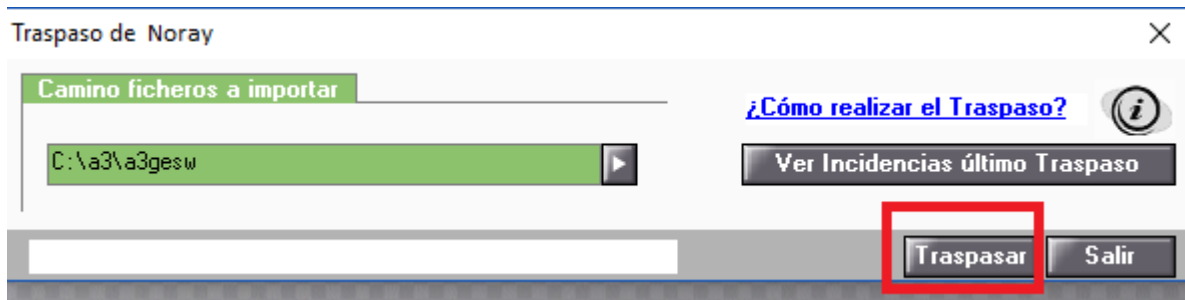 Traspaso de Noray
Camino ficheros a importar
¿Cómo realizar el Traspaso?
C:\a3\a3gesw
Ver Incidencias último Traspaso
Traspasar
Salir